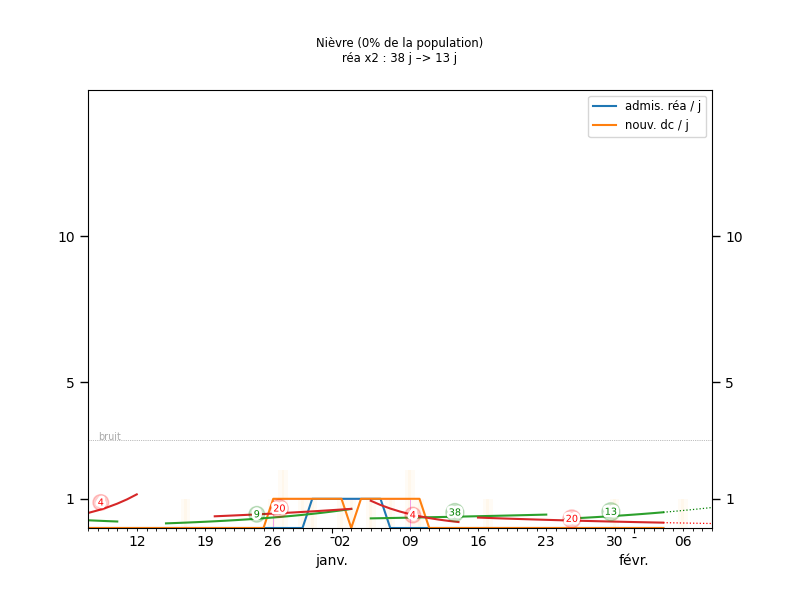 Nièvre (0% de la population)
réa x2 : 38 j –> 13 j
admis. réa / j
nouv. dc / j
10 10
5 5
bruit
1 1
4 9 20 4 38 20 13
12 19 26 02 09 16 23 30 06
janv. févr.